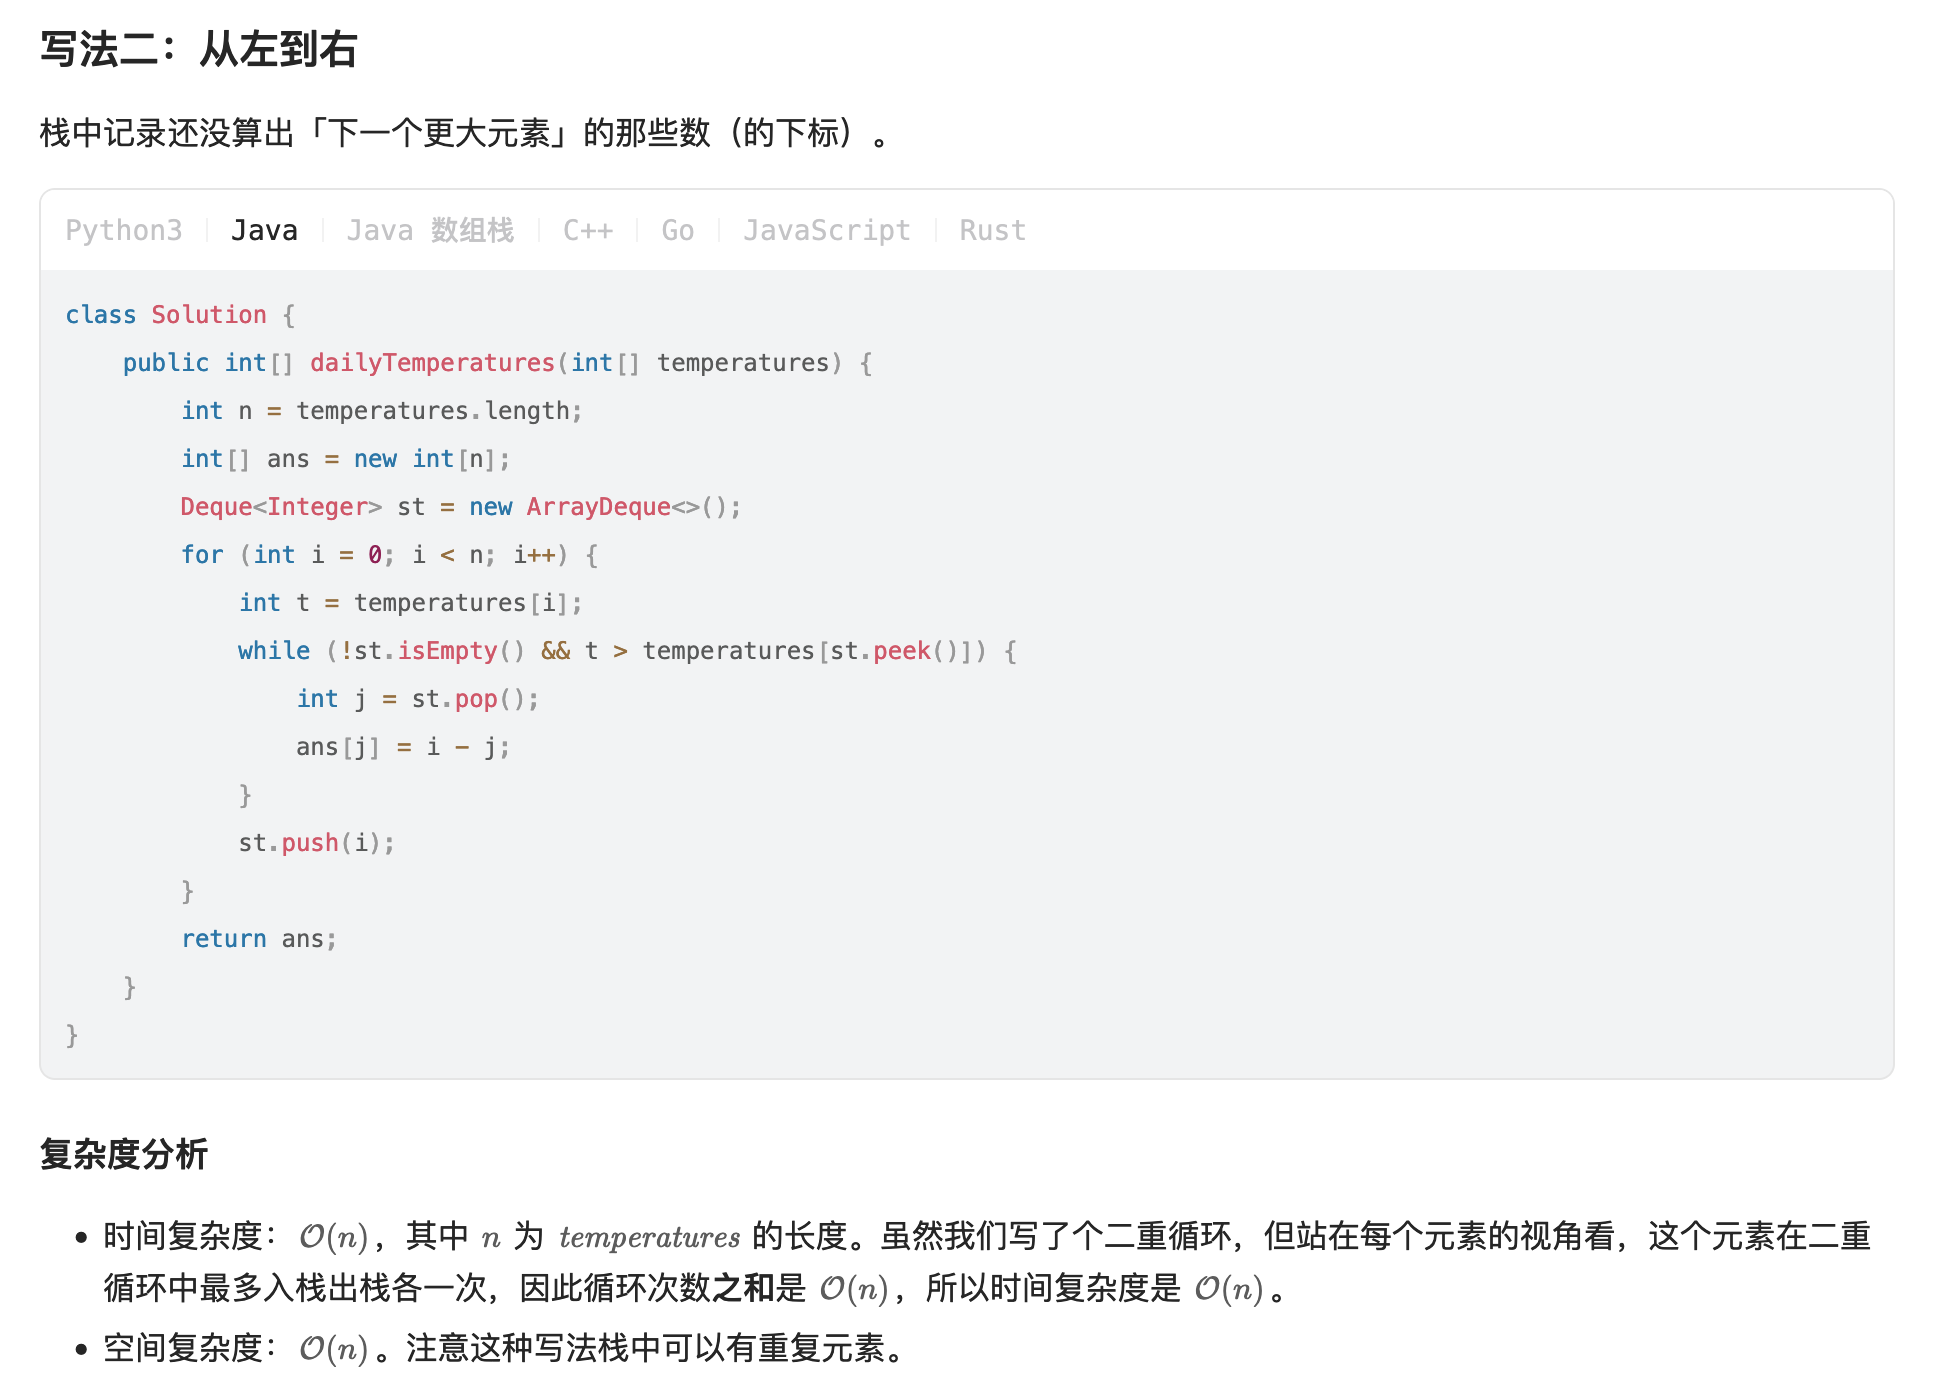 写法二：从左到右
栈中记录还没算出「下一个更大元素」的那些数（的下标）。
Python3 | Java | Java 数组栈 | C++ | Go | JavaScript | Rust
class Solution {
    public int[] dailyTemperatures(int[] temperatures) {
        int n = temperatures.length;
        int[] ans = new int[n];
        Deque<Integer> st = new ArrayDeque<>();
        for (int i = 0; i < n; i++) {
            int t = temperatures[i];
            while (!st.isEmpty() && t > temperatures[st.peek()]) {
                int j = st.pop();
                ans[j] = i - j;
            }
            st.push(i);
        }
        return ans;
    }
}
复杂度分析
• 时间复杂度：O(n)，其中 n 为 temperatures 的长度。虽然我们写了个二重循环，但站在每个元素的视角看，这个元素在二重
循环中最多入栈出栈各一次，因此循环次数之和是 O(n)，所以时间复杂度是 O(n)。
• 空间复杂度：O(n)。注意这种写法栈中可以有重复元素。